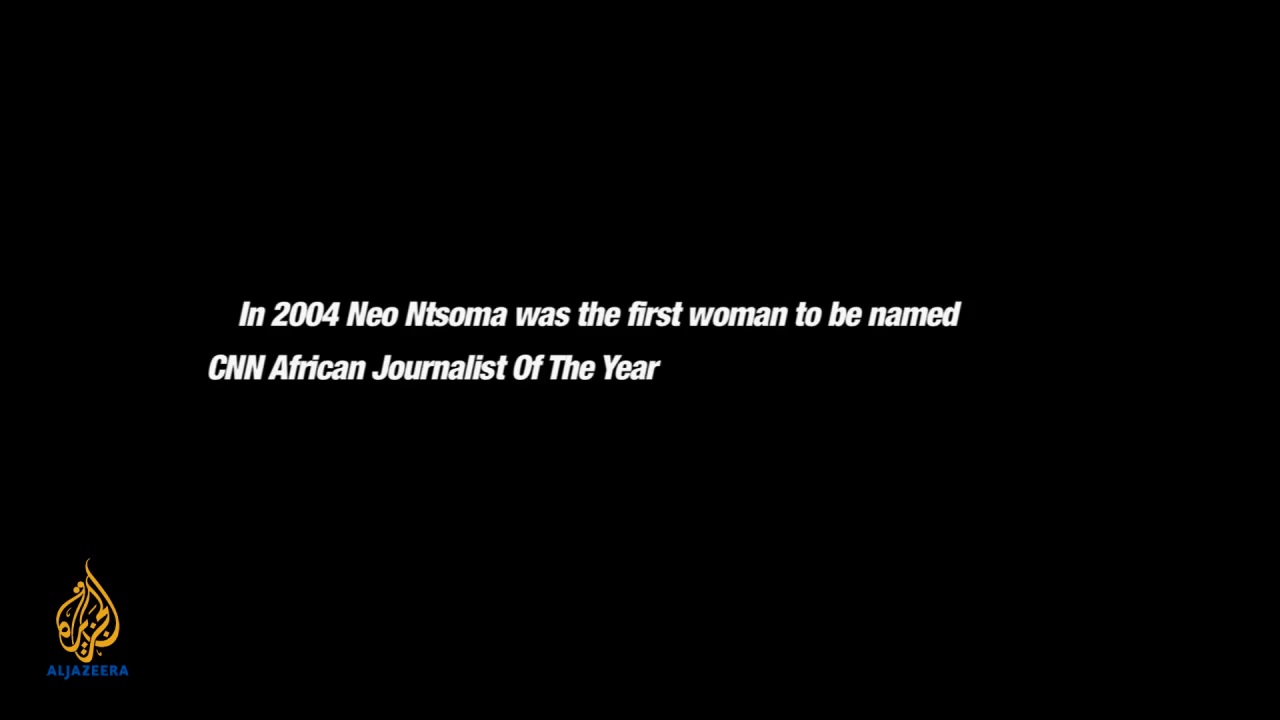 In 2004 Neo Ntsoma was the first woman to be named
CNN African Journalist Of The Year
الجزيرة
ALJAZEERA